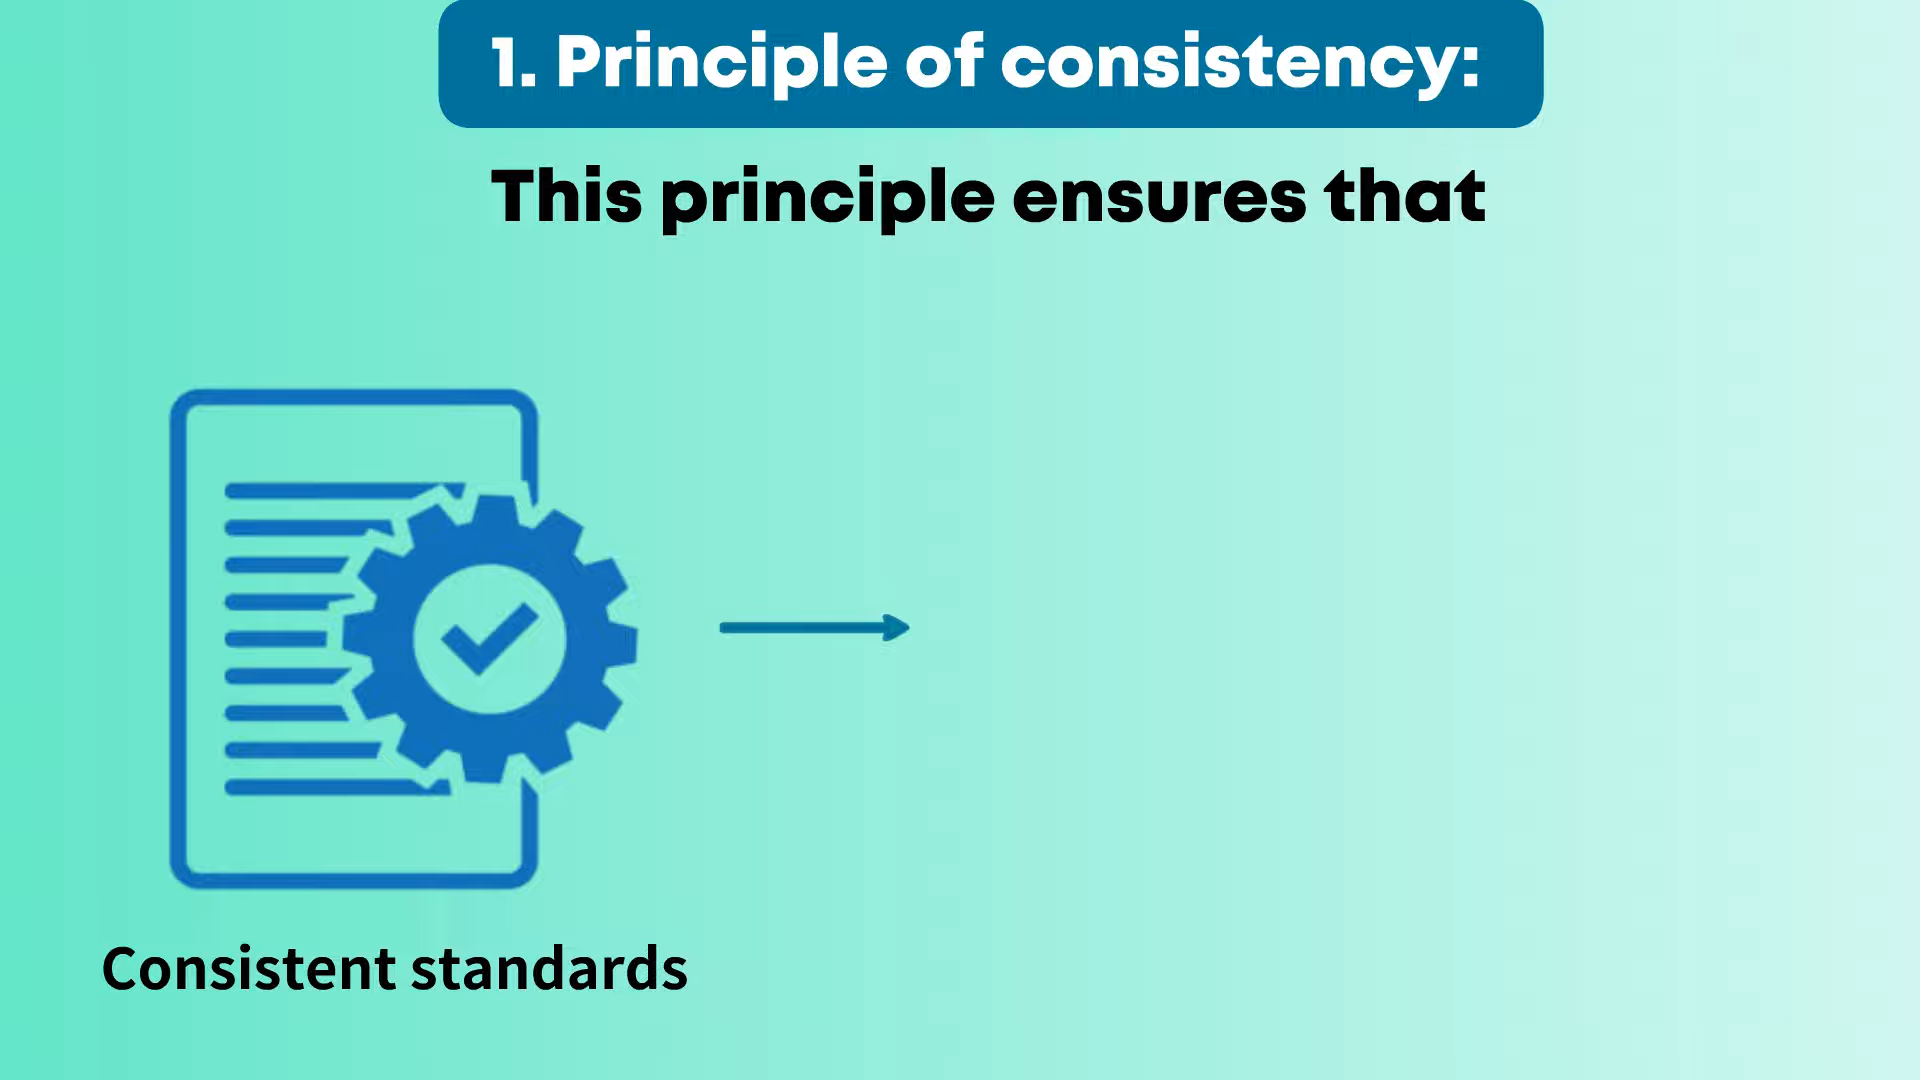 1. Principle of consistency:
This principle ensures that
Consistent standards